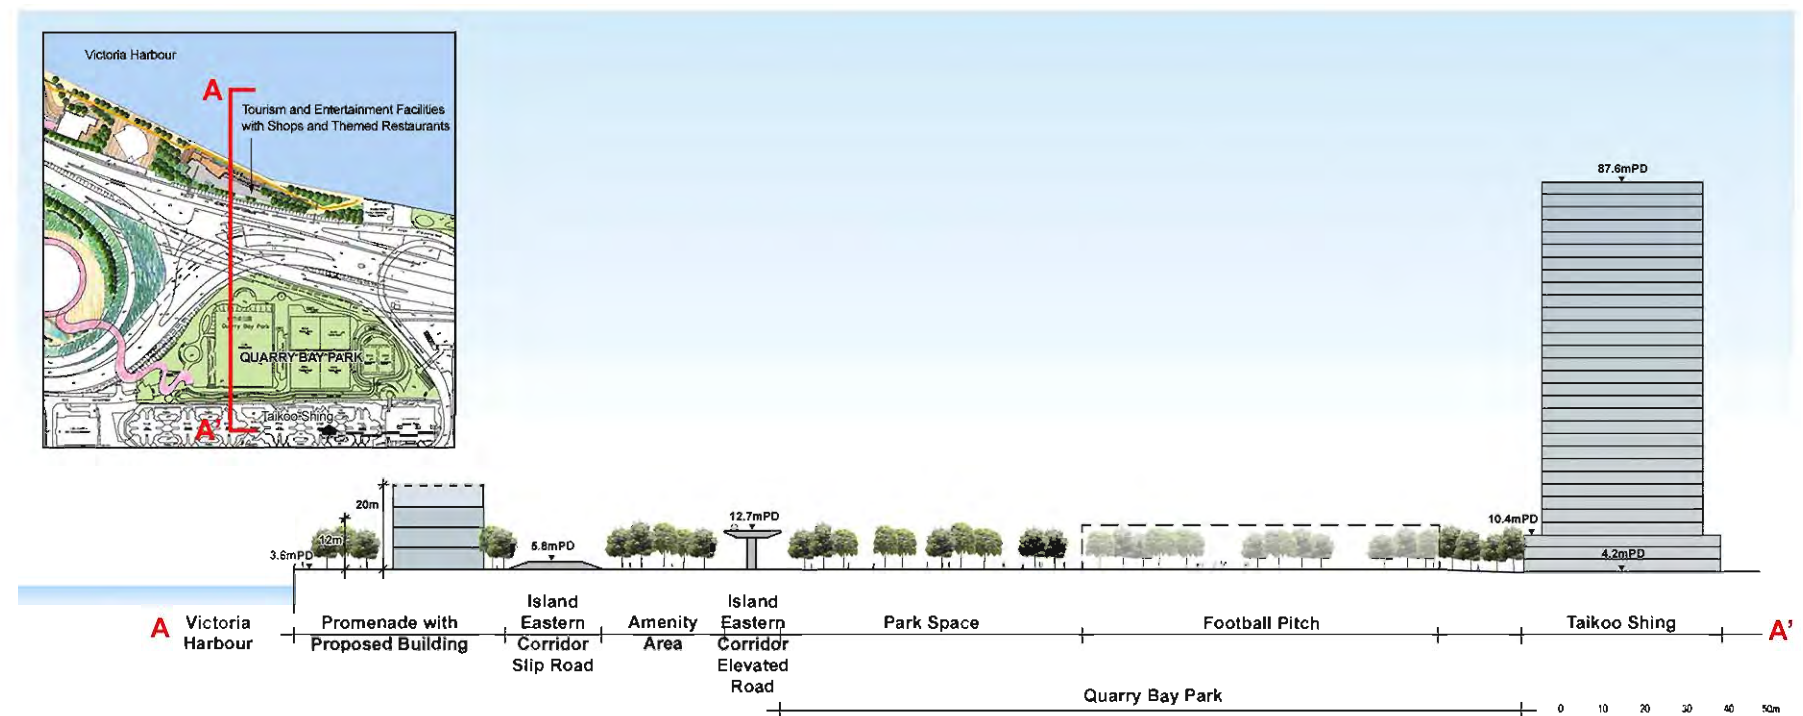 Victoria Harbour
A
Tourism and Entertainment Facilities
with Shops and Themed Restaurants
Quarry Bay Park
QUARRY BAY PARK
Taikoo Shing
A'
87.6mPD
20m
12m
3.6mPD
5.8mPD
12.7mPD
10.4mPD
4.2mPD
A
Victoria
Harbour
Promenade with
Proposed Building
Island
Eastern
Corridor
Slip Road
Amenity
Area
Island
Eastern
Corridor
Elevated
Road
Park Space
Football Pitch
Taikoo Shing
A'
Quarry Bay Park
0 10 20 30 40 50m